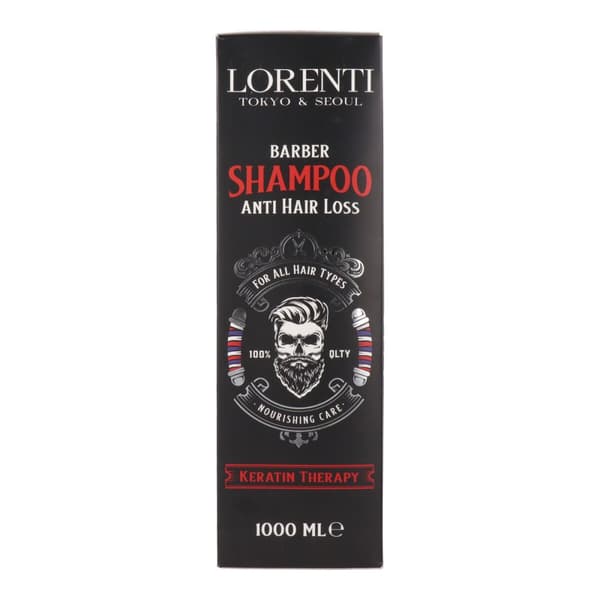 LORENTI
TOKYO & SEOUL
BARBER
SHAMPOO
ANTI HAIR LOSS
FOR ALL HAIR TYPES
100% QLTY
· NOURISHING CARE ·
KERATIN THERAPY
1000 ML ℮